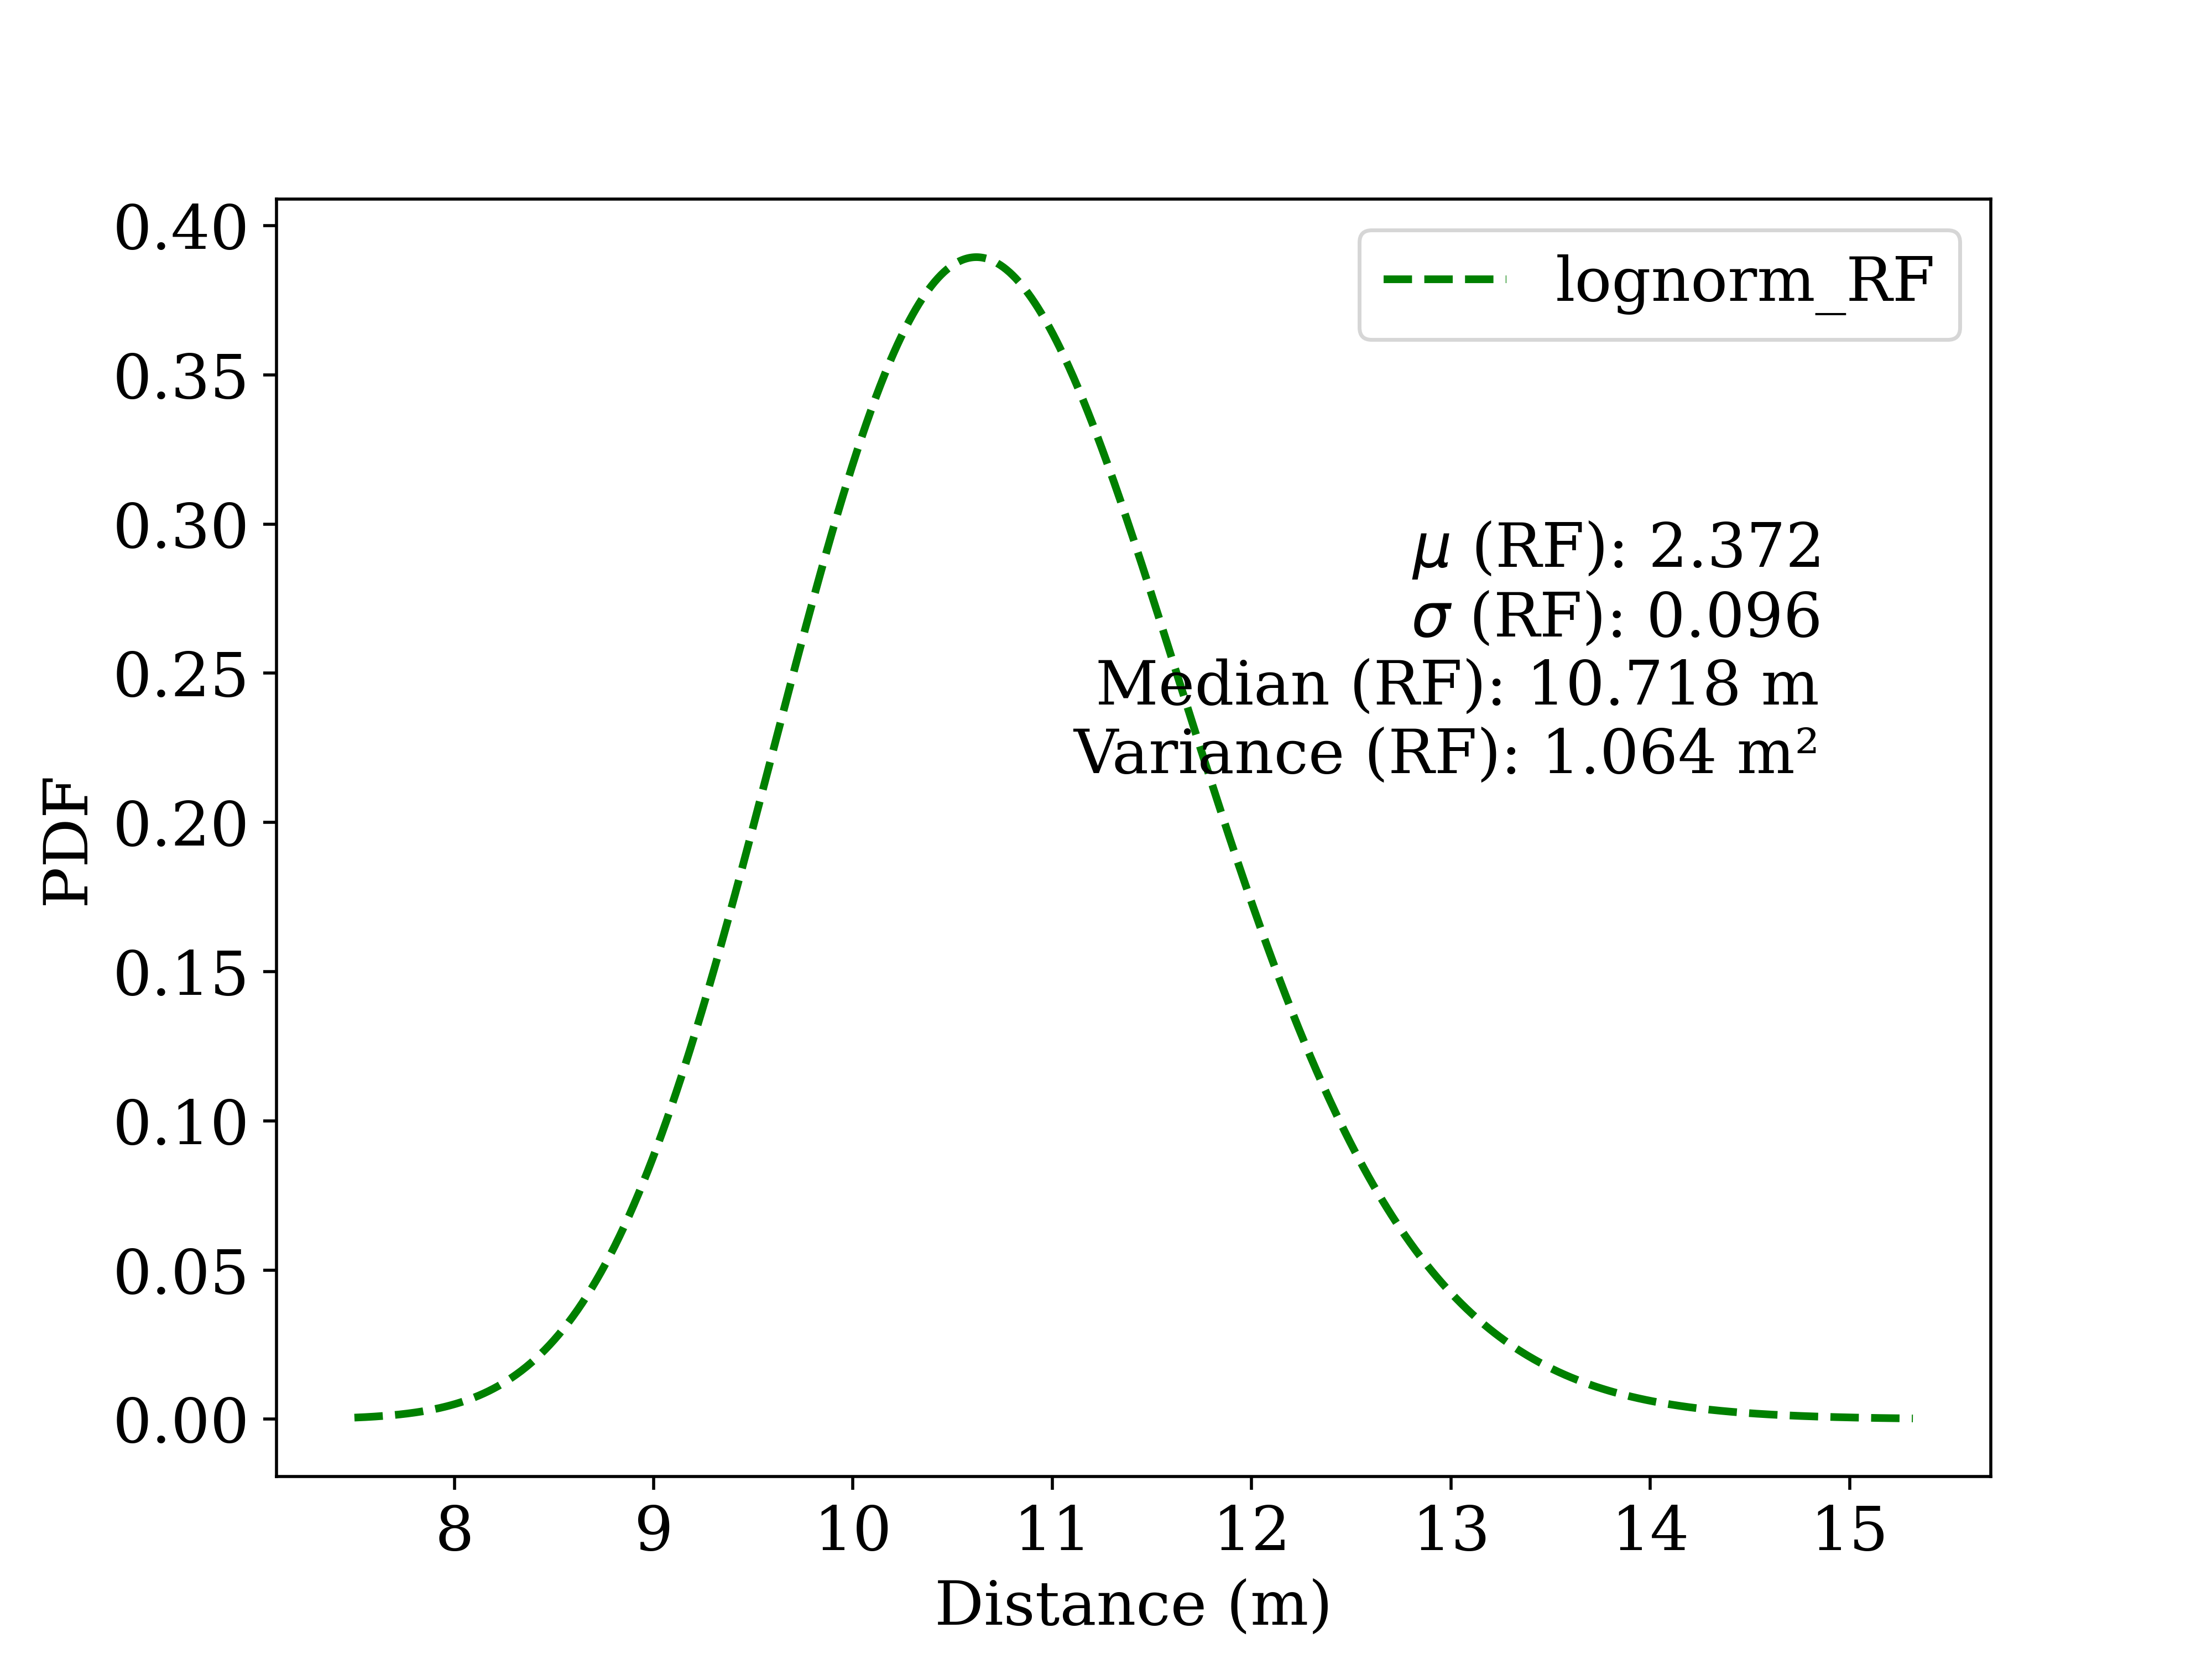 0.40
0.35
0.30
0.25
0.20
0.15
0.10
0.05
0.00
PDF
lognorm_RF
μ (RF): 2.372
σ (RF): 0.096
Median (RF): 10.718 m
Variance (RF): 1.064 m²
8 9 10 11 12 13 14 15
Distance (m)